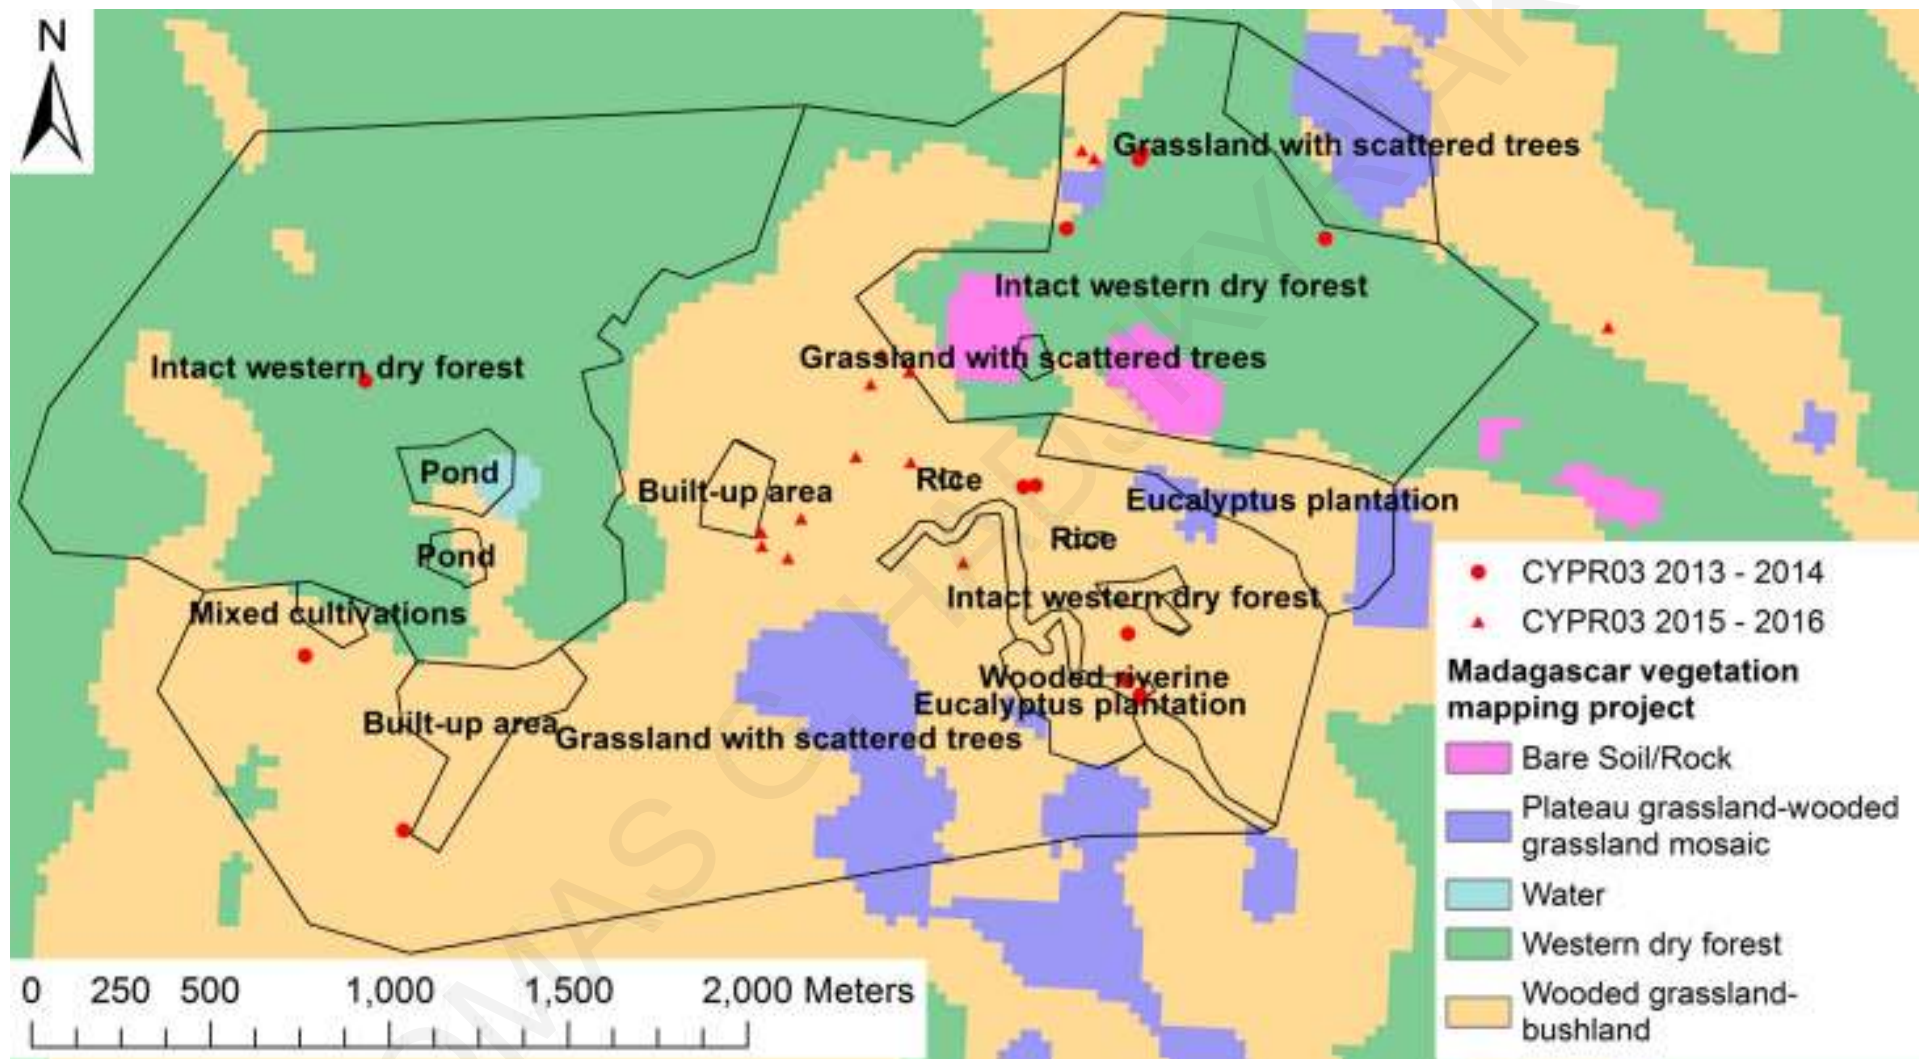 N
Grassland with scattered trees
Intact western dry forest
Grassland with scattered trees
Intact western dry forest
Pond
Rice
Built-up area
Eucalyptus plantation
Rice
Pond
Intact western dry forest
Mixed cultivations
Wooded riverine
Eucalyptus plantation
Built-up area
Grassland with scattered trees
CYPR03 2013 - 2014
CYPR03 2015 - 2016
Madagascar vegetation
mapping project
Bare Soil/Rock
Plateau grassland-wooded
grassland mosaic
Water
Western dry forest
Wooded grassland-
bushland
0 250 500 1,000 1,500 2,000 Meters